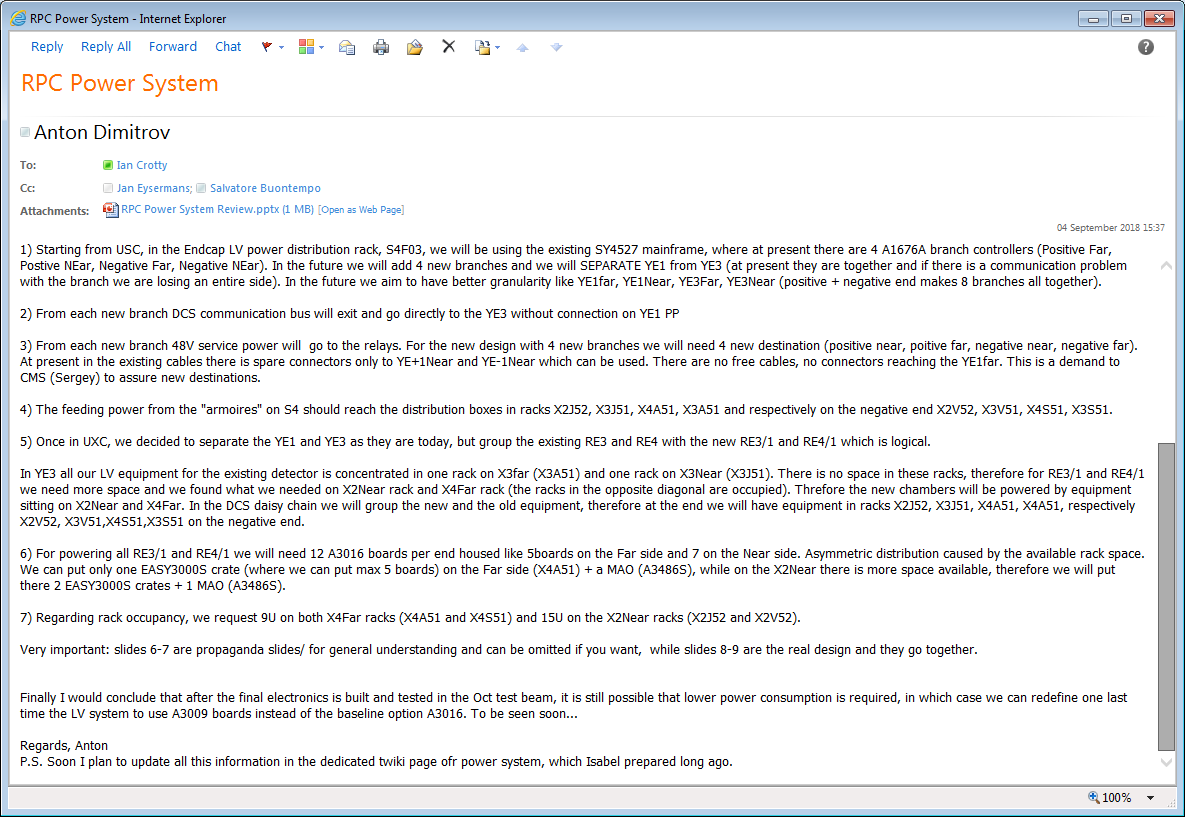 RPC Power System - Internet Explorer
Reply Reply All Forward Chat
RPC Power System
Anton Dimitrov
To: Ian Crotty
Cc: Jan Eysermans; Salvatore Buontempo
Attachments: RPC Power System Review.pptx (1 MB) [Open as Web Page]
04 September 2018 15:37
1) Starting from USC, in the Endcap LV power distribution rack, S4F03, we will be using the existing SY4527 mainframe, where at present there are 4 A1676A branch controllers (Positive Far,
Postive NEar, Negative Far, Negative NEar). In the future we will add 4 new branches and we will SEPARATE YE1 from YE3 (at present they are together and if there is a communication problem
with the branch we are losing an entire side). In the future we aim to have better granularity like YE1far, YE1Near, YE3Far, YE3Near (positive + negative end makes 8 branches all together).
2) From each new branch DCS communication bus will exit and go directly to the YE3 without connection on YE1 PP
3) From each new branch 48V service power will  go to the relays. For the new design with 4 new branches we will need 4 new destination (positive near, poitive far, negative near, negative far).
At present in the existing cables there is spare connectors only to YE+1Near and YE-1Near which can be used. There are no free cables, no connectors reaching the YE1far. This is a demand to
CMS (Sergey) to assure new destinations.
4) The feeding power from the "armoires" on S4 should reach the distribution boxes in racks X2J52, X3J51, X4A51, X3A51 and respectively on the negative end X2V52, X3V51, X4S51, X3S51.
5) Once in UXC, we decided to separate the YE1 and YE3 as they are today, but group the existing RE3 and RE4 with the new RE3/1 and RE4/1 which is logical.
In YE3 all our LV equipment for the existing detector is concentrated in one rack on X3far (X3A51) and one rack on X3Near (X3J51). There is no space in these racks, therefore for RE3/1 and RE4/1
we need more space and we found what we needed on X2Near rack and X4Far rack (the racks in the opposite diagonal are occupied). Threfore the new chambers will be powered by equipment
sitting on X2Near and X4Far. In the DCS daisy chain we will group the new and the old equipment, therefore at the end we will have equipment in racks X2J52, X3J51, X4A51, X4A51, respectively
X2V52, X3V51,X4S51,X3S51 on the negative end.
6) For powering all RE3/1 and RE4/1 we will need 12 A3016 boards per end housed like 5boards on the Far side and 7 on the Near side. Asymmetric distribution caused by the available rack space.
We can put only one EASY3000S crate (where we can put max 5 boards) on the Far side (X4A51) + a MAO (A3486S), while on the X2Near there is more space available, therefore we will put
there 2 EASY3000S crates + 1 MAO (A3486S).
7) Regarding rack occupancy, we request 9U on both X4Far racks (X4A51 and X4S51) and 15U on the X2Near racks (X2J52 and X2V52).
Very important: slides 6-7 are propaganda slides/ for general understanding and can be omitted if you want,  while slides 8-9 are the real design and they go together.
Finally I would conclude that after the final electronics is built and tested in the Oct test beam, it is still possible that lower power consumption is required, in which case we can redefine one last
time the LV system to use A3009 boards instead of the baseline option A3016. To be seen soon...
Regards, Anton
P.S. Soon I plan to update all this information in the dedicated twiki page ofr power system, which Isabel prepared long ago.
100%